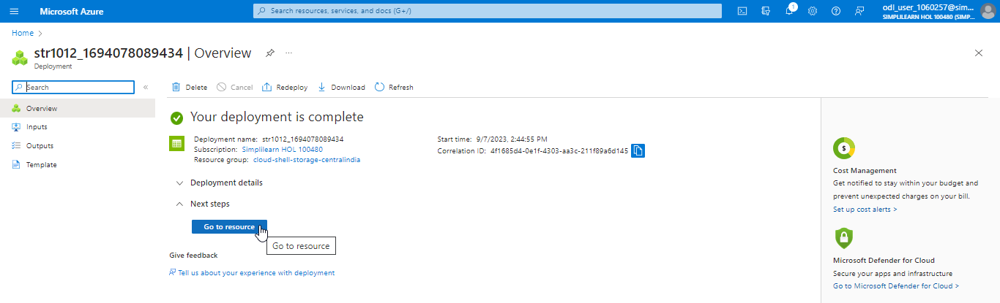 Microsoft Azure
Search resources, services, and docs (G+/)
1
odl_user_1060257@sim...
SIMPLILEARN HOL 100480 (SIMP...
Home >
str1012_1694078089434 | Overview
...
Deployment
Search
«
Delete
Cancel
Redeploy
Download
Refresh
Overview
Inputs
Outputs
Template
Your deployment is complete
Deployment name: str1012_1694078089434
Subscription: Simplilearn HOL 100480
Resource group: cloud-shell-storage-centralindia
Start time: 9/7/2023, 2:44:55 PM
Correlation ID: 4f1685d4-0e1f-4303-aa3c-211f89a6d145
Deployment details
Next steps
Go to resource
Go to resource
Give feedback
Tell us about your experience with deployment
$
Cost Management
Get notified to stay within your budget and
prevent unexpected charges on your bill.
Set up cost alerts >
Microsoft Defender for Cloud
Secure your apps and infrastructure
Go to Microsoft Defender for Cloud >